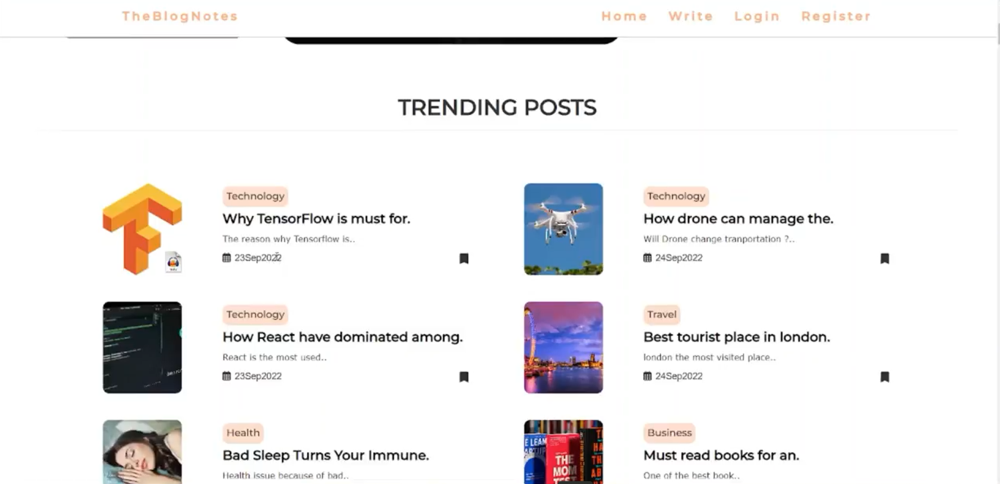 TheBlogNotes
Home Write Login Register
TRENDING POSTS
Technology
Why TensorFlow is must for.
The reason why Tensorflow is..
23Sep2022
Technology
How drone can manage the.
Will Drone change tranportation ?..
24Sep2022
Technology
How React have dominated among.
React is the most used..
23Sep2022
Travel
Best tourist place in london.
london the most visited place..
24Sep2022
Health
Bad Sleep Turns Your Immune.
Health issue because of bad..
Business
Must read books for an.
One of the best book..
E LEAN
THE
MOM
TEST